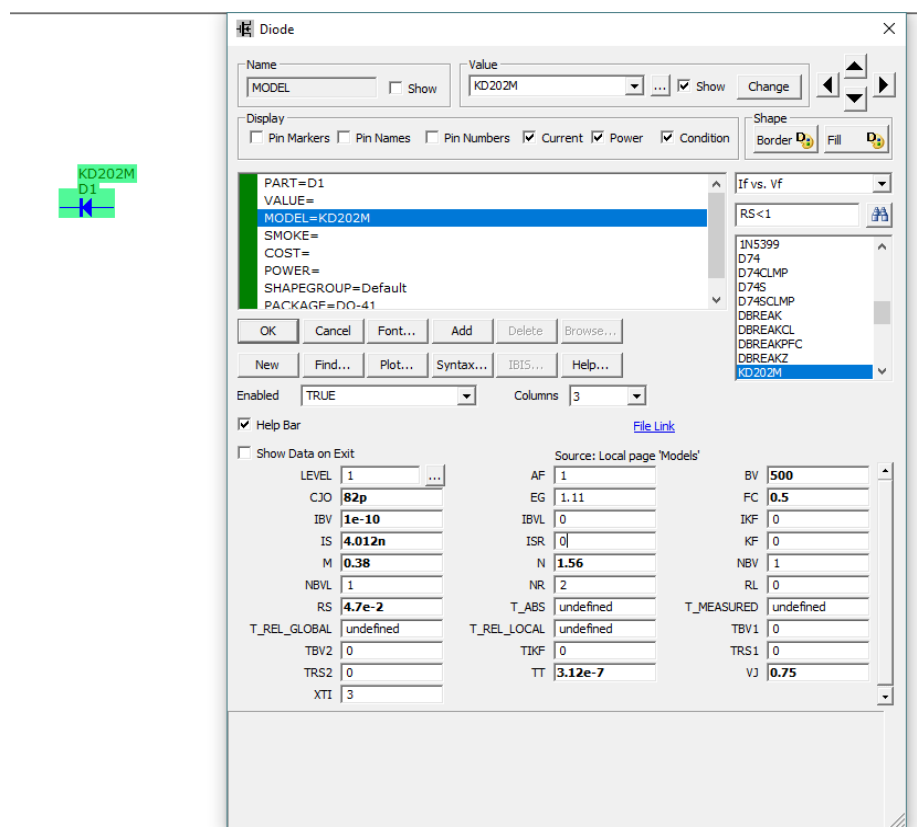 Diode
Name
MODEL
Show
Value
KD202M
...
Show
Change
Display
Pin Markers
Pin Names
Pin Numbers
Current
Power
Condition
Shape
Border
Fill
KD202M
D1
PART=D1
VALUE=
MODEL=KD202M
SMOKE=
COST=
POWER=
SHAPEGROUP=Default
PACKAGE=DO-41
If vs. Vf
RS<1
1N5399
D74
D74CLMP
D74S
D74SCLMP
DBREAK
DBREAKCL
DBREAKPFC
DBREAKZ
KD202M
OK
Cancel
Font...
Add
Delete
Browse...
New
Find...
Plot...
Syntax...
IBIS...
Help...
Enabled
TRUE
Columns
3
Help Bar
File Link
Show Data on Exit
Source: Local page 'Models'
LEVEL 1 ... AF 1 BV 500
CJO 82p EG 1.11 FC 0.5
IBV 1e-10 IBVL 0 IKF 0
IS 4.012n ISR 0 KF 0
M 0.38 N 1.56 NBV 1
NBVL 1 NR 2 RL 0
RS 4.7e-2 T_ABS undefined T_MEASURED undefined
T_REL_GLOBAL undefined T_REL_LOCAL undefined TBV1 0
TBV2 0 TIKF 0 TRS1 0
TRS2 0 TT 3.12e-7 VJ 0.75
XTI 3